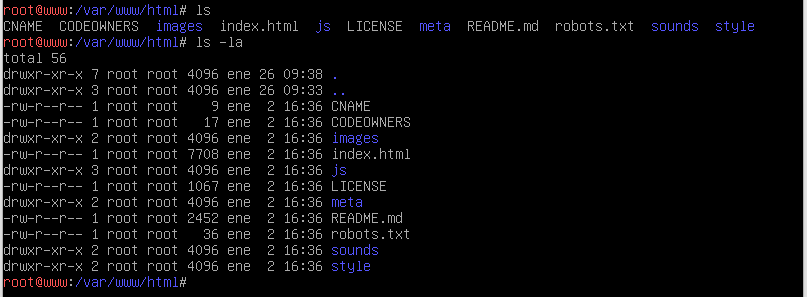 root@www:/var/www/html# ls
CNAME  CODEOWNERS  images  index.html  js  LICENSE  meta  README.md  robots.txt  sounds  style
root@www:/var/www/html# ls -la
total 56
drwxr-xr-x 7 root root 4096 ene 26 09:38 .
drwxr-xr-x 3 root root 4096 ene 26 09:33 ..
-rw-r--r-- 1 root root    9 ene  2 16:36 CNAME
-rw-r--r-- 1 root root   17 ene  2 16:36 CODEOWNERS
drwxr-xr-x 2 root root 4096 ene  2 16:36 images
-rw-r--r-- 1 root root 7708 ene  2 16:36 index.html
drwxr-xr-x 3 root root 4096 ene  2 16:36 js
-rw-r--r-- 1 root root 1067 ene  2 16:36 LICENSE
drwxr-xr-x 2 root root 4096 ene  2 16:36 meta
-rw-r--r-- 1 root root 2452 ene  2 16:36 README.md
-rw-r--r-- 1 root root   36 ene  2 16:36 robots.txt
drwxr-xr-x 2 root root 4096 ene  2 16:36 sounds
drwxr-xr-x 2 root root 4096 ene  2 16:36 style
root@www:/var/www/html#